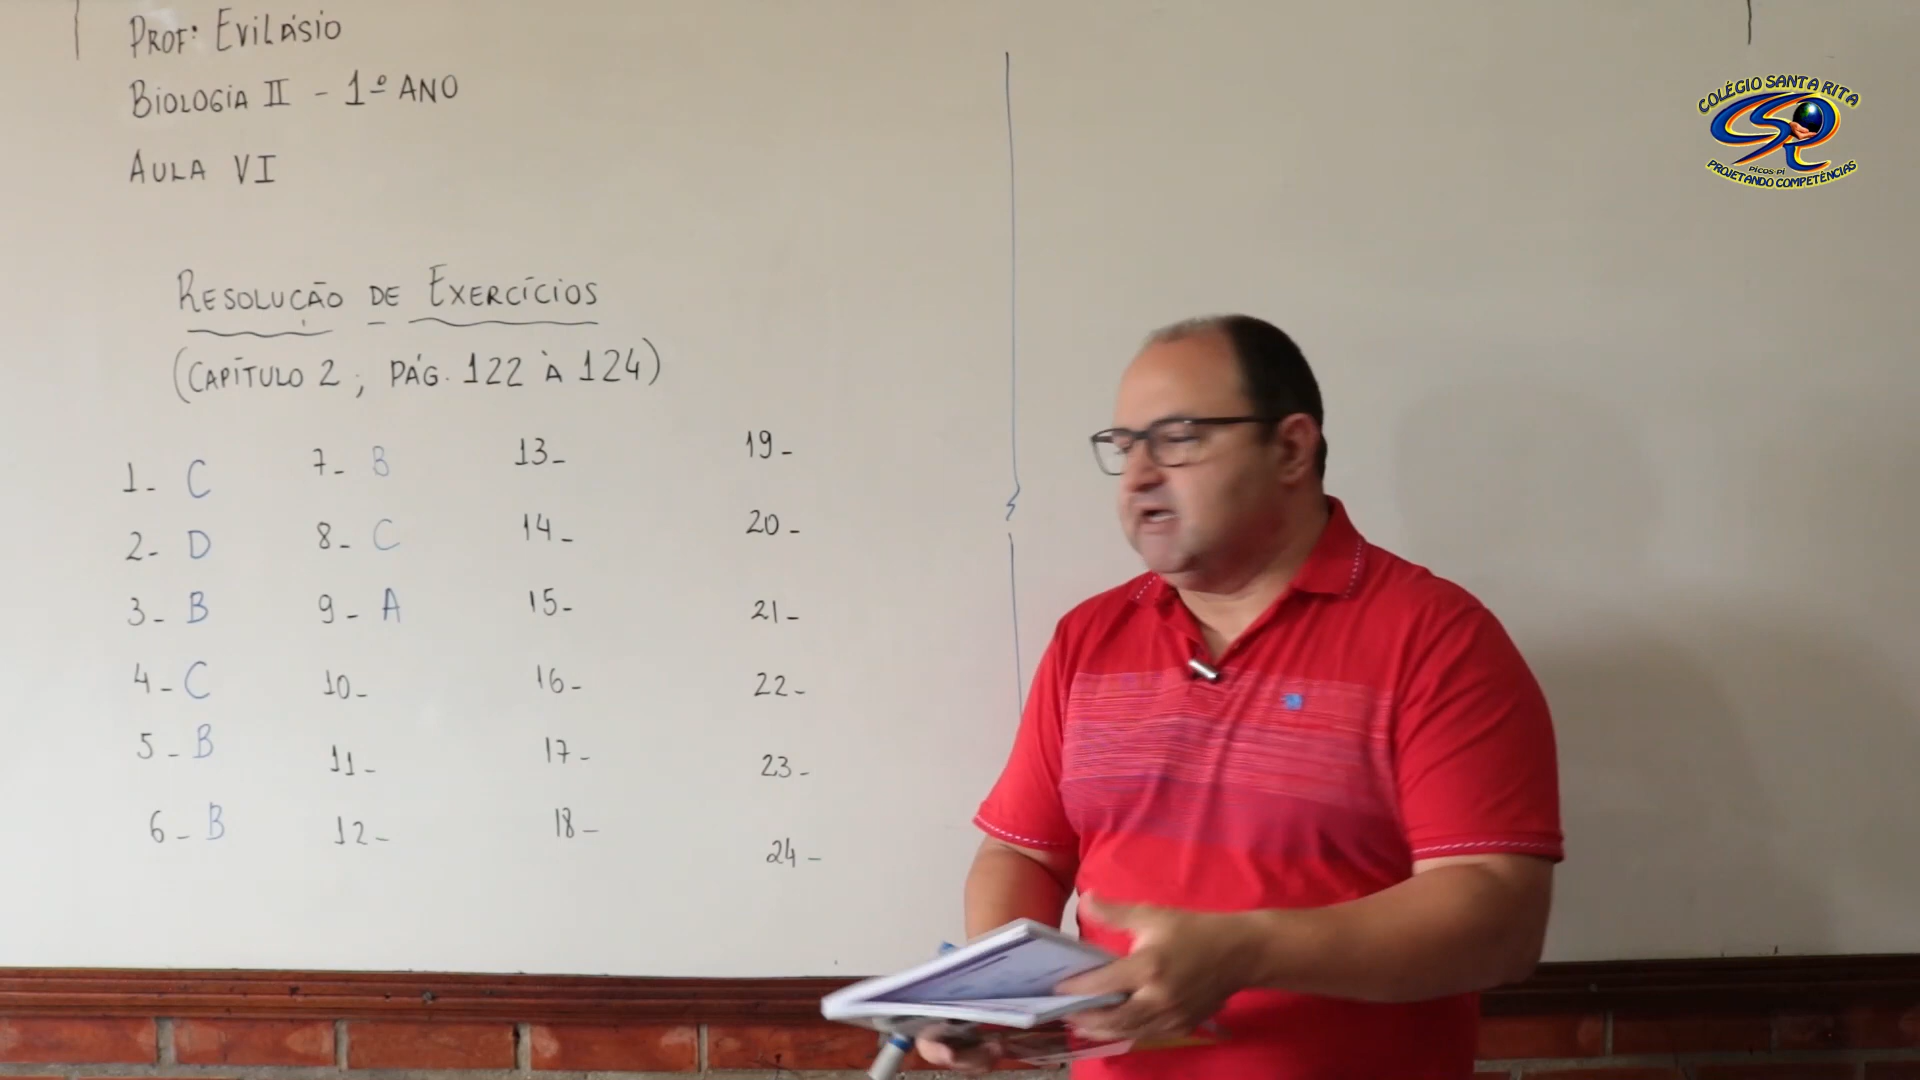 Prof: Evilásio
Biologia II - 1º ANO
AULA VI
RESOLUÇÃO DE EXERCÍCIOS
(CAPÍTULO 2, PÁG. 122 À 124)
1- C
2- D
3- B
4- C
5- B
6- B
7- B
8- C
9- A
10-
11-
12-
13-
14-
15-
16-
17-
18-
19-
20-
21-
22-
23-
24-
COLÉGIO SANTA RITA
CSR
PICOS-PI
PROJETANDO COMPETÊNCIAS